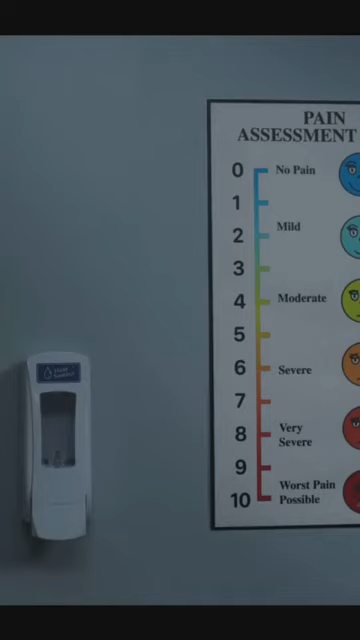 PAIN
ASSESSMENT
0 No Pain
1
2 Mild
3
4 Moderate
5
6 Severe
7
8 Very
Severe
9
10 Worst Pain
Possible